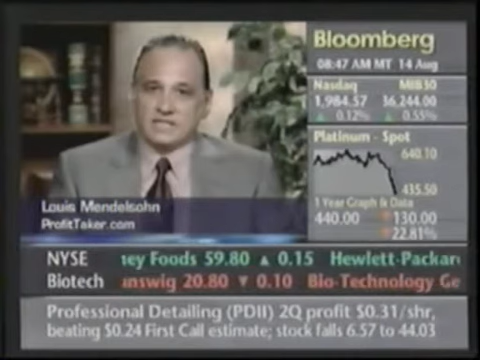 Bloomberg
08:47 AM MT 14 Aug
Nasdaq MIB30
1,984.57 36,244.00
▲ 0.12% ▲ 0.55%
Platinum - Spot
640.10
435.50
1 Year Graph & Data
440.00 ▼ 130.00
▼ 22.81%
Louis Mendelsohn
ProfitTaker.com
NYSE ey Foods 59.80 ▲ 0.15 Hewlett-Packar
Biotech unswig 20.80 ▼ 0.10 Bio-Technology Ge
Professional Detailing (PDII) 2Q profit $0.31/shr,
beating $0.24 First Call estimate; stock falls 6.57 to 44.03